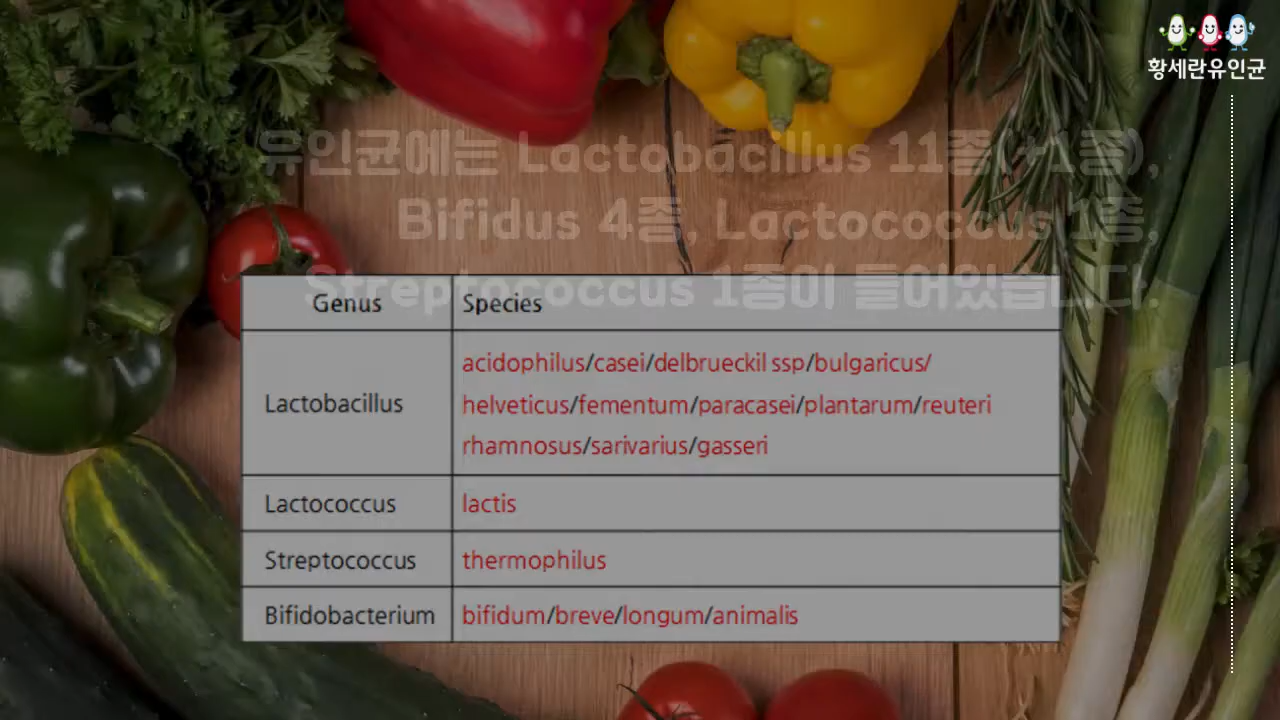 황세란유인균
유인균에는 Lactobacillus 11종(+1종),
Bifidus 4종, Lactococcus 1종,
Streptococcus 1종이 들어있습니다.
Genus Species
Lactobacillus
acidophilus/casei/delbrueckil ssp/bulgaricus/
helveticus/fementum/paracasei/plantarum/reuteri
rhamnosus/sarivarius/gasseri
Lactococcus lactis
Streptococcus thermophilus
Bifidobacterium bifidum/breve/longum/animalis